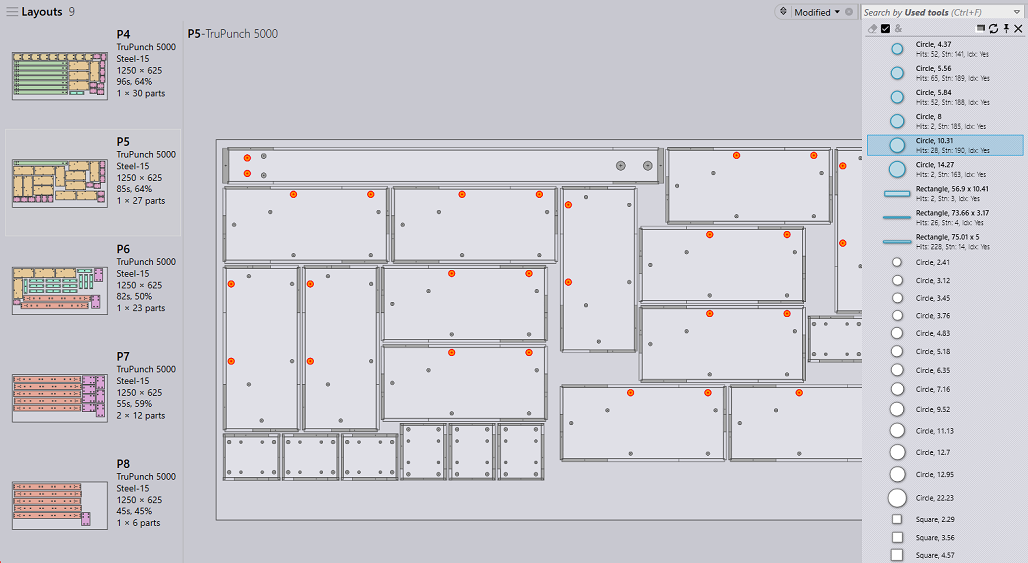 Layouts 9
P4
TruPunch 5000
Steel-15
1250 × 625
96s, 64%
1 × 30 parts
P5
TruPunch 5000
Steel-15
1250 × 625
85s, 64%
1 × 27 parts
P6
TruPunch 5000
Steel-15
1250 × 625
82s, 50%
1 × 23 parts
P7
TruPunch 5000
Steel-15
1250 × 625
55s, 59%
2 × 12 parts
P8
TruPunch 5000
Steel-15
1250 × 625
45s, 45%
1 × 6 parts
P5-TruPunch 5000
Modified
Search by Used tools (Ctrl+F)
&
Circle, 4.37
Hits: 52, Stn: 141, Idx: Yes
Circle, 5.56
Hits: 65, Stn: 189, Idx: Yes
Circle, 5.84
Hits: 52, Stn: 188, Idx: Yes
Circle, 8
Hits: 2, Stn: 185, Idx: Yes
Circle, 10.31
Hits: 28, Stn: 190, Idx: Yes
Circle, 14.27
Hits: 2, Stn: 163, Idx: Yes
Rectangle, 56.9 x 10.41
Hits: 2, Stn: 3, Idx: Yes
Rectangle, 73.66 x 3.17
Hits: 26, Stn: 4, Idx: Yes
Rectangle, 75.01 x 5
Hits: 228, Stn: 14, Idx: Yes
Circle, 2.41
Circle, 3.12
Circle, 3.45
Circle, 3.76
Circle, 4.83
Circle, 5.18
Circle, 6.35
Circle, 7.16
Circle, 9.52
Circle, 11.13
Circle, 12.7
Circle, 12.95
Circle, 22.23
Square, 2.29
Square, 3.56
Square, 4.57